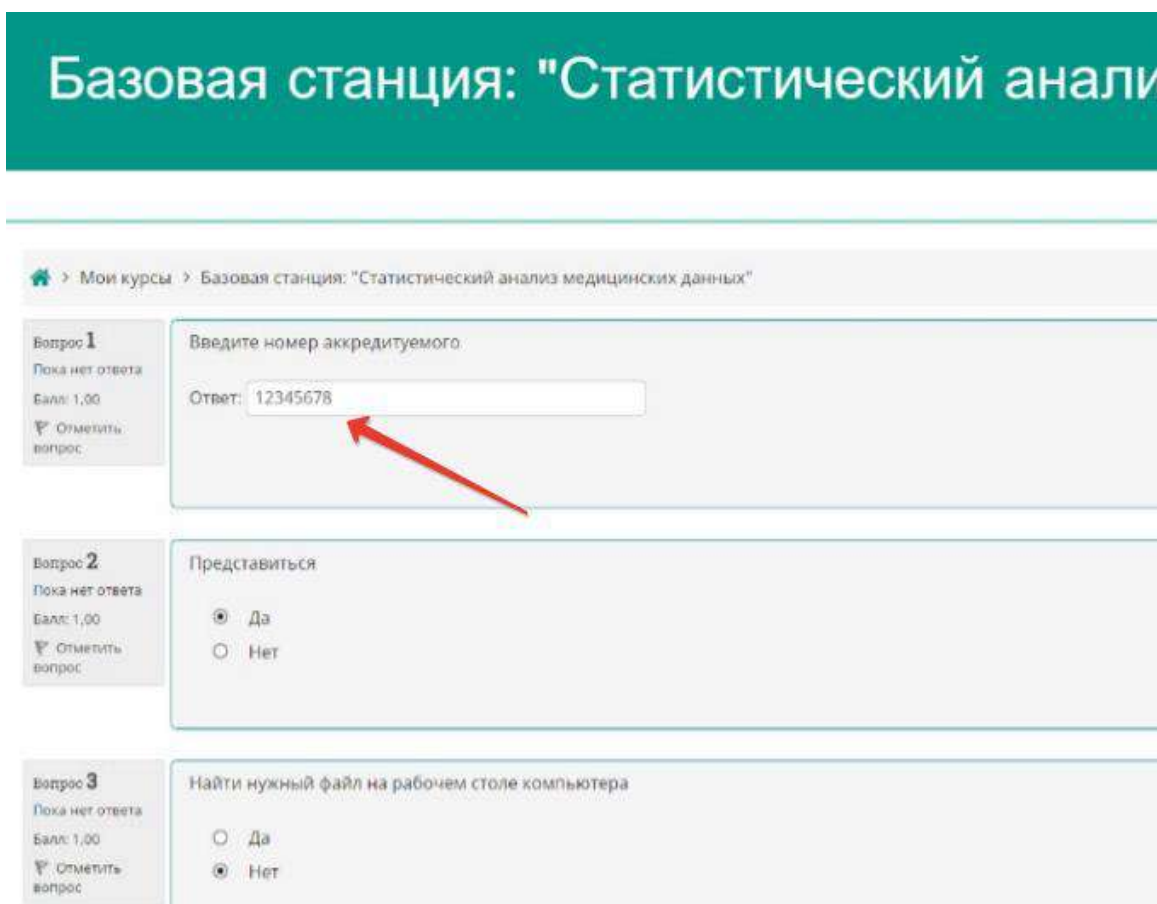 Базовая станция: "Статистический анали
Мои курсы > Базовая станция: "Статистический анализ медицинских данных"
Вопрос 1
Пока нет ответа
Балл: 1,00
Отметить
вопрос
Введите номер аккредитуемого
Ответ: 12345678
Вопрос 2
Пока нет ответа
Балл: 1,00
Отметить
вопрос
Представиться
Да
Нет
Вопрос 3
Пока нет ответа
Балл: 1,00
Отметить
вопрос
Найти нужный файл на рабочем столе компьютера
Да
Нет